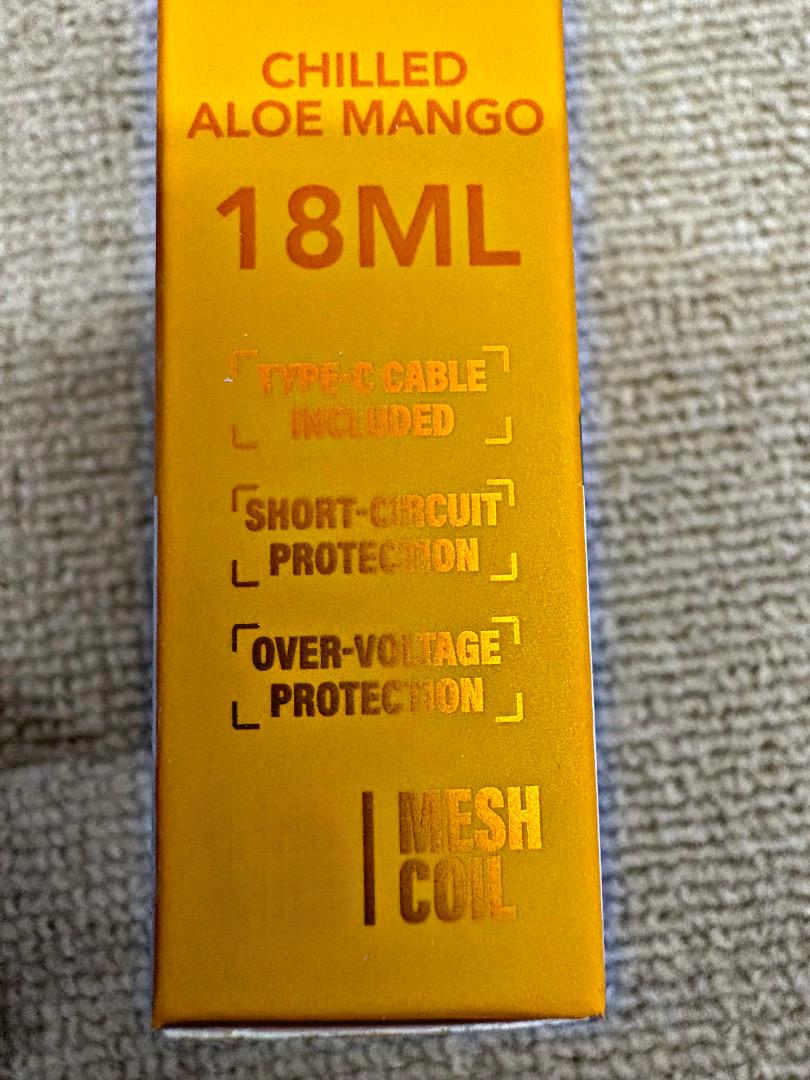 CHILLED
ALOE MANGO
18ML
TYPE-C CABLE
INCLUDED
SHORT-CIRCUIT
PROTECTION
OVER-VOLTAGE
PROTECTION
MESH
COIL